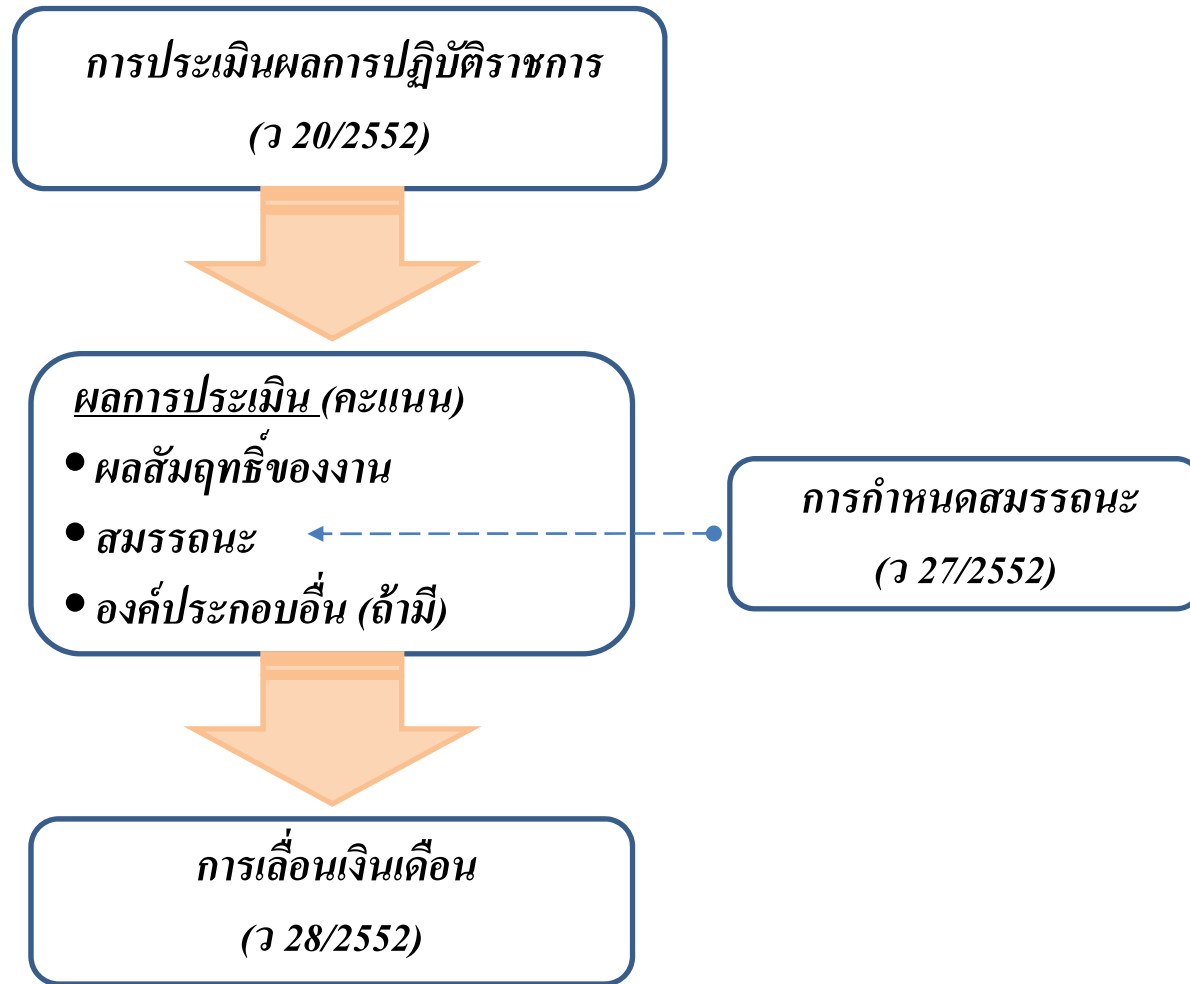 การประเมินผลการปฏิบัติราชการ
(ว 20/2552)
ผลการประเมิน (คะแนน)
● ผลสัมฤทธิ์ของงาน
● สมรรถนะ
● องค์ประกอบอื่น (ถ้ามี)
การกำหนดสมรรถนะ
(ว 27/2552)
การเลื่อนเงินเดือน
(ว 28/2552)